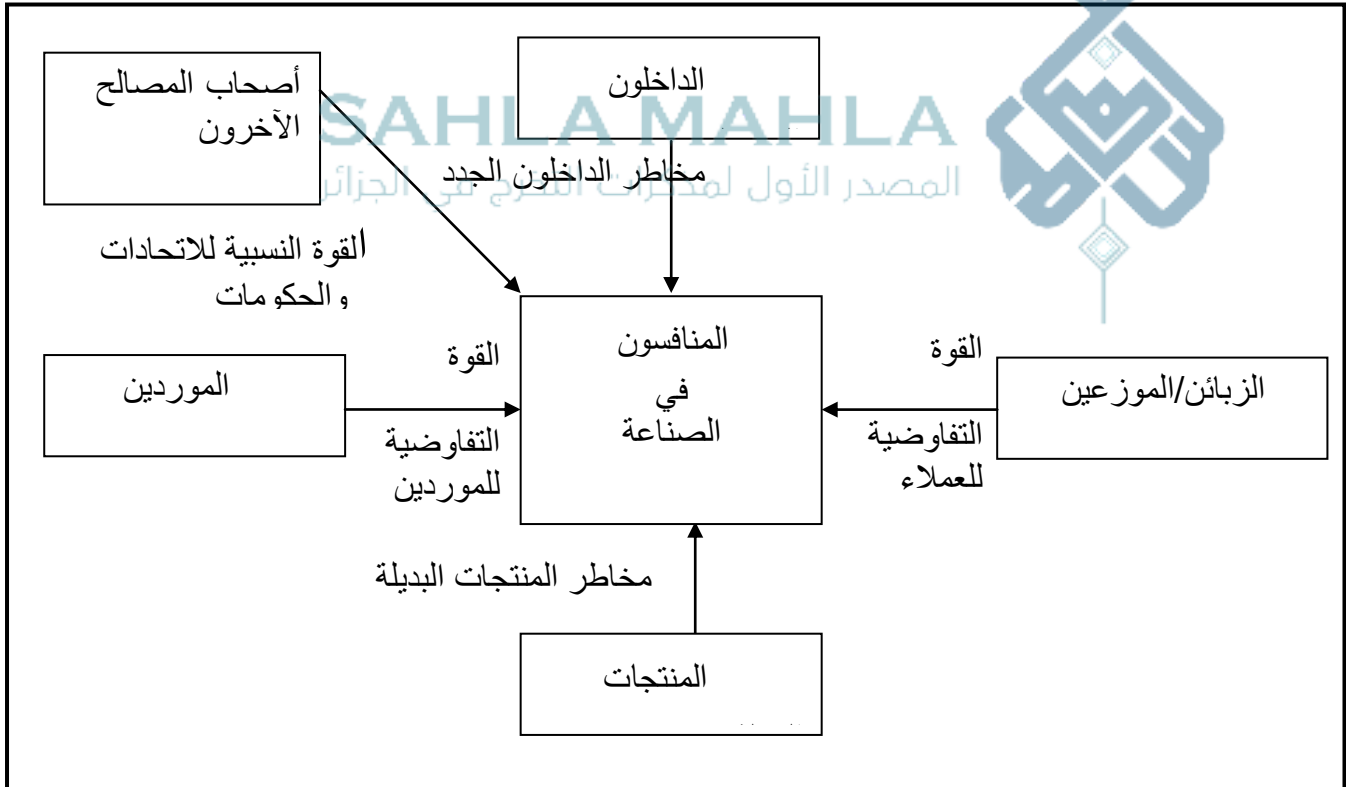 أصحاب المصالح
الآخرون
الداخلون
SAHLA MAHLA
المصدر الأول لمذكرات التخرج في الجزائر
مخاطر الداخلون الجدد
القوة النسبية للاتحادات
والحكومات
المنافسون
في
الصناعة
الموردين
القوة
التفاوضية
للموردين
القوة
التفاوضية
للعملاء
الزبائن/الموزعين
مخاطر المنتجات البديلة
المنتجات